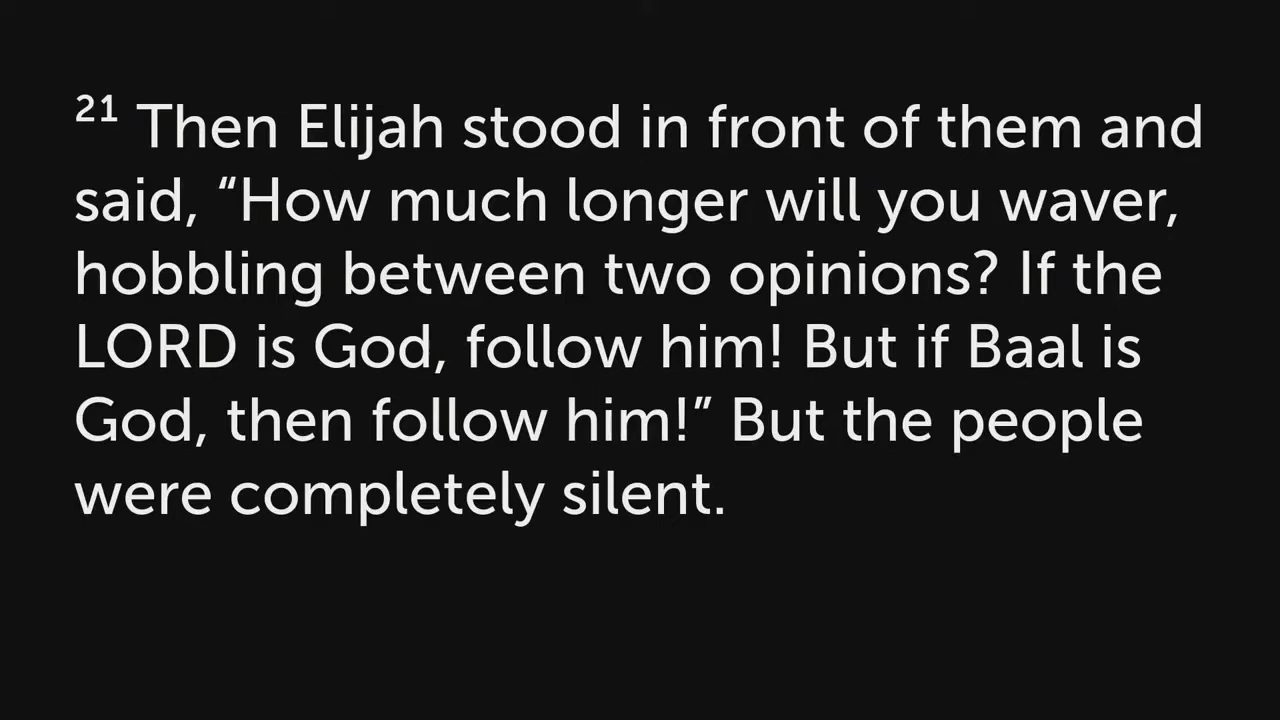 21 Then Elijah stood in front of them and
said, “How much longer will you waver,
hobbling between two opinions? If the
LORD is God, follow him! But if Baal is
God, then follow him!” But the people
were completely silent.